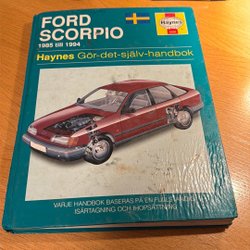 FORD
SCORPIO
1985 till 1994
Haynes Gör-det-själv-handbok
Haynes
VARJE HANDBOK BASERAS PÅ EN FULLSTÄNDIG
ISÄRTAGNING OCH IHOPSÄTTNING